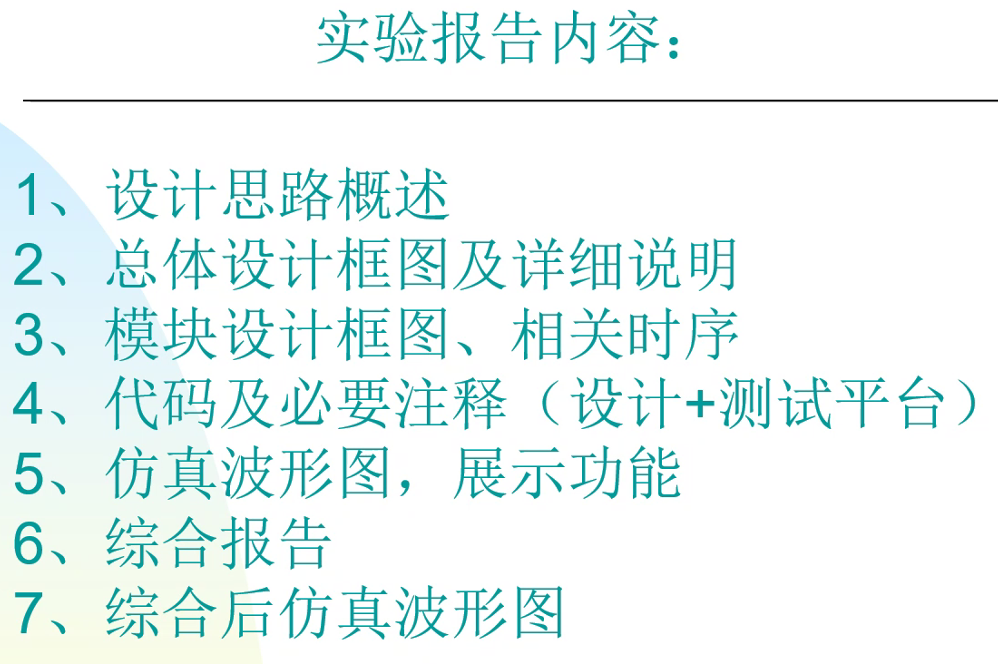 实验报告内容：
1、设计思路概述
2、总体设计框图及详细说明
3、模块设计框图、相关时序
4、代码及必要注释（设计+测试平台）
5、仿真波形图，展示功能
6、综合报告
7、综合后仿真波形图